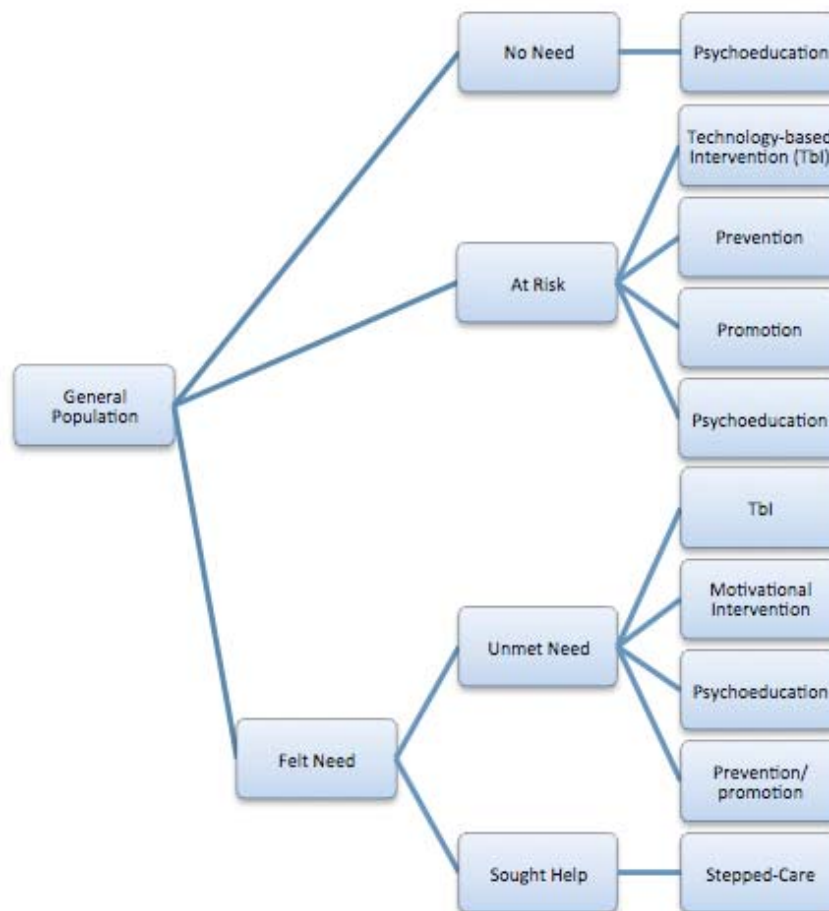 No Need
Psychoeducation
Technology-based
Intervention (TbI)
Prevention
At Risk
Promotion
Psychoeducation
General
Population
TbI
Motivational
Intervention
Unmet Need
Psychoeducation
Felt Need
Prevention/
promotion
Sought Help
Stepped-Care